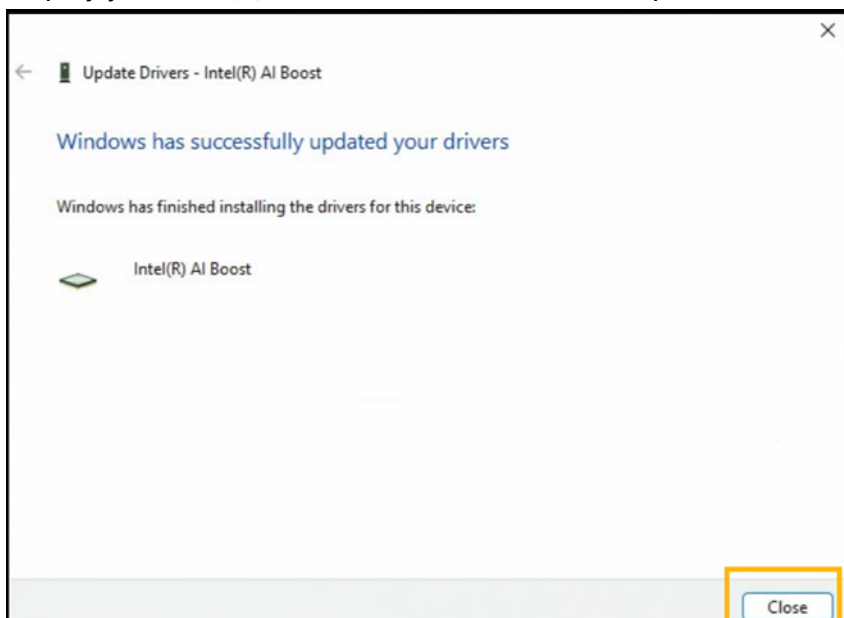 Update Drivers - Intel(R) AI Boost
Windows has successfully updated your drivers
Windows has finished installing the drivers for this device:
Intel(R) AI Boost
Close